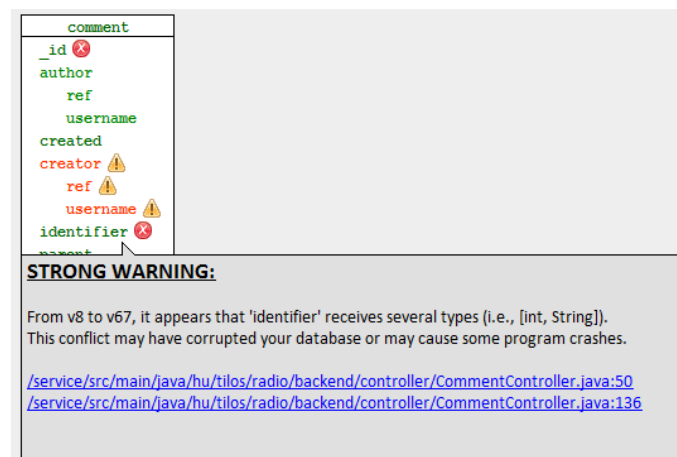 comment
_id
author
ref
username
created
creator
ref
username
identifier
parent
STRONG WARNING:
From v8 to v67, it appears that 'identifier' receives several types (i.e., [int, String]).
This conflict may have corrupted your database or may cause some program crashes.
/service/src/main/java/hu/tilos/radio/backend/controller/CommentController.java:50
/service/src/main/java/hu/tilos/radio/backend/controller/CommentController.java:136